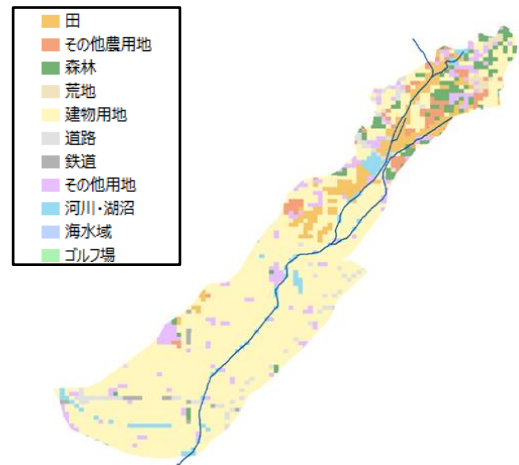 田
その他農用地
森林
荒地
建物用地
道路
鉄道
その他用地
河川・湖沼
海水域
ゴルフ場